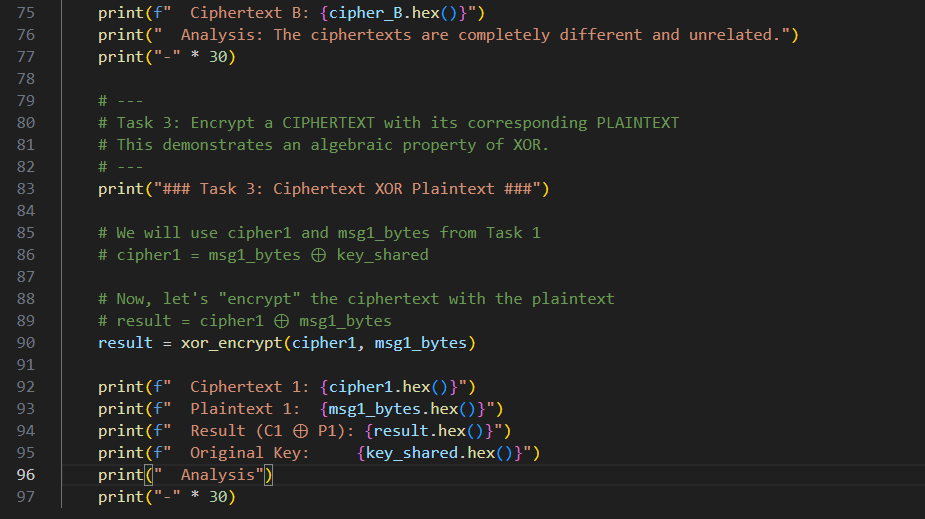 75 print(f"  Ciphertext B: {cipher_B.hex()}")
76 print("  Analysis: The ciphertexts are completely different and unrelated.")
77 print("-" * 30)
78
79 # ---
80 # Task 3: Encrypt a CIPHERTEXT with its corresponding PLAINTEXT
81 # This demonstrates an algebraic property of XOR.
82 # ---
83 print("### Task 3: Ciphertext XOR Plaintext ###")
84
85 # We will use cipher1 and msg1_bytes from Task 1
86 # cipher1 = msg1_bytes ⊕ key_shared
87
88 # Now, let's "encrypt" the ciphertext with the plaintext
89 # result = cipher1 ⊕ msg1_bytes
90 result = xor_encrypt(cipher1, msg1_bytes)
91
92 print(f"  Ciphertext 1: {cipher1.hex()}")
93 print(f"  Plaintext 1:  {msg1_bytes.hex()}")
94 print(f"  Result (C1 ⊕ P1): {result.hex()}")
95 print(f"  Original Key:     {key_shared.hex()}")
96 print("  Analysis")
97 print("-" * 30)